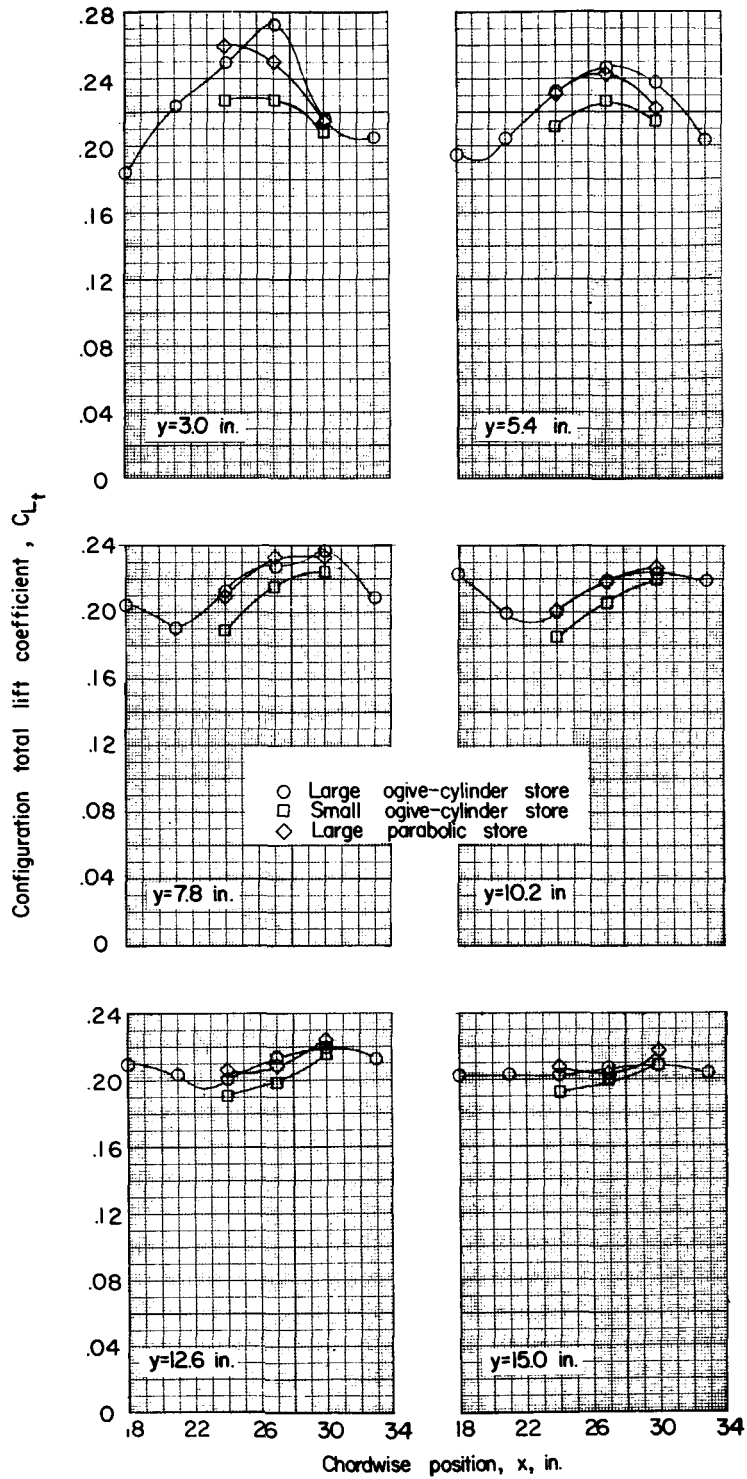 .28
.24
.20
.16
.12
.08
.04
0
y=3.0 in.
y=5.4 in.
Configuration total lift coefficient , CLt
.24
.20
.16
.12
.08
.04
0
y=7.8 in.
y=10.2 in
○ Large ogive-cylinder store
□ Small ogive-cylinder store
◇ Large parabolic store
.24
.20
.16
.12
.08
.04
0
y=12.6 in.
y=15.0 in.
18 22 26 30 34 18 22 26 30 34
Chordwise position, x, in.